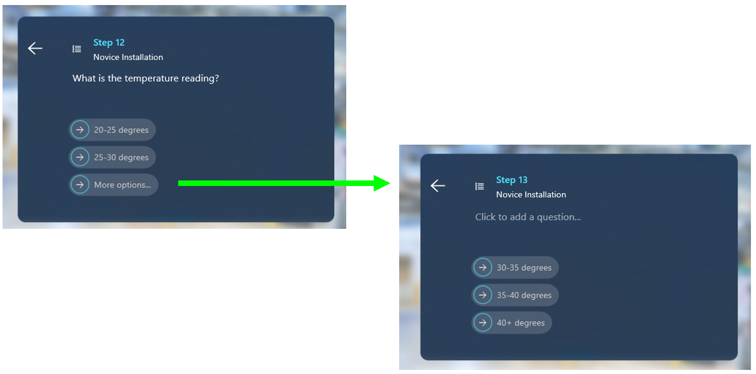 Step 12
Novice Installation
What is the temperature reading?
20-25 degrees
25-30 degrees
More options...
Step 13
Novice Installation
Click to add a question...
30-35 degrees
35-40 degrees
40+ degrees